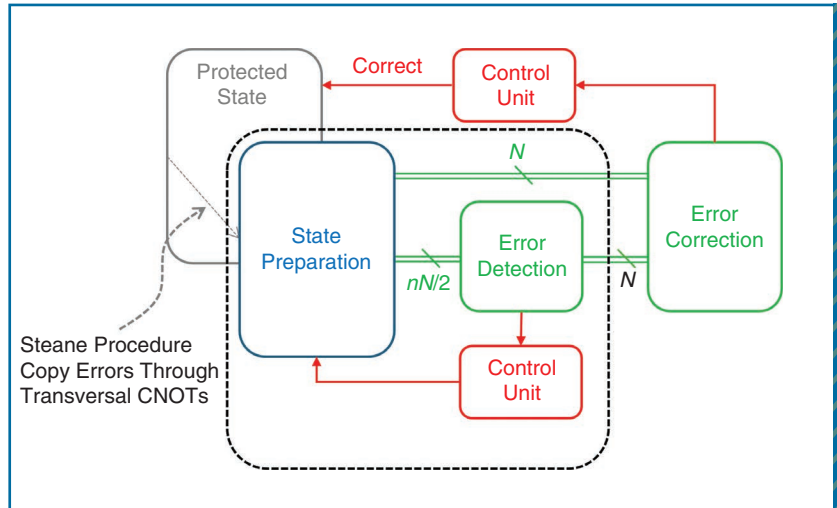 Protected
State
Correct
Control
Unit
N
State
Preparation
Error
Detection
Error
Correction
nN/2
N
Steane Procedure
Copy Errors Through
Transversal CNOTs
Control
Unit